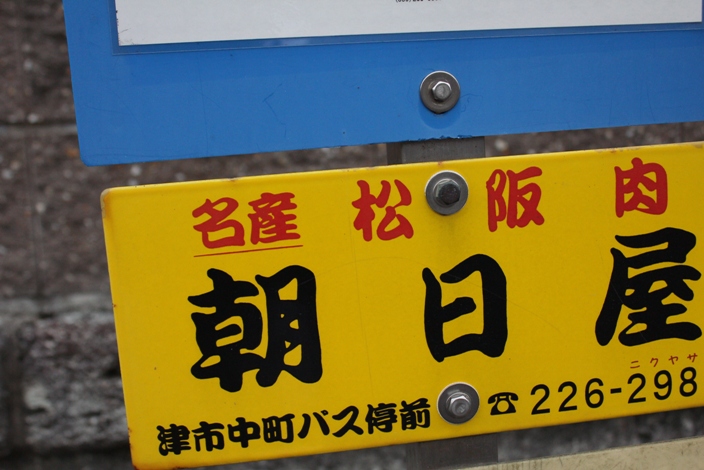 名産 松阪肉
朝日屋
ニクヤサ
津市中町バス停前 ☎226-298